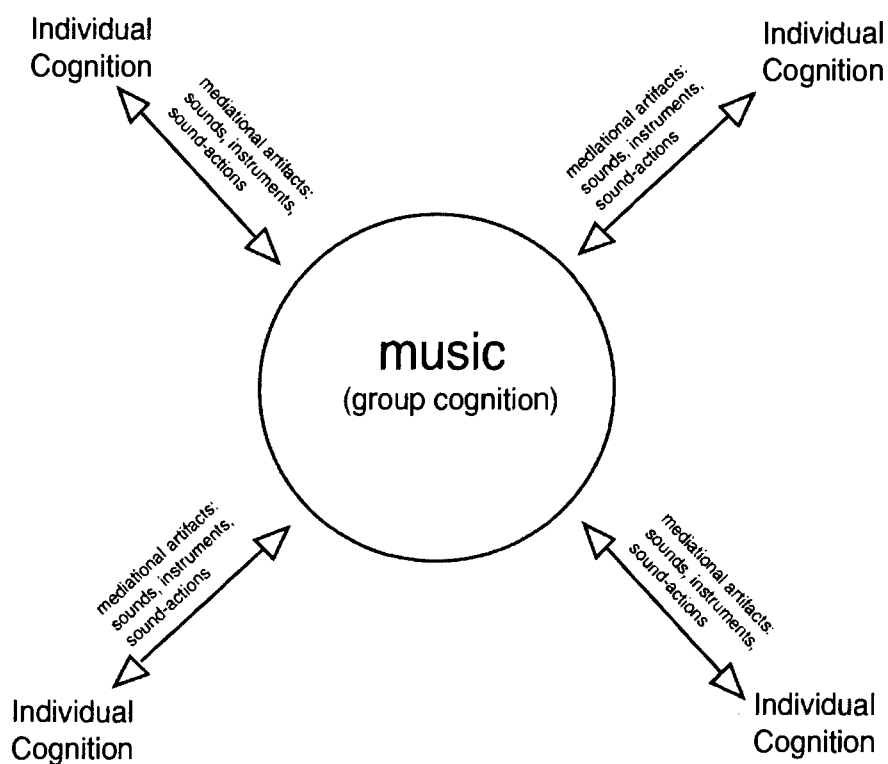 Individual
Cognition
Individual
Cognition
mediational artifacts:
sounds, instruments,
sound-actions
mediational artifacts:
sounds, instruments,
sound-actions
music
(group cognition)
mediational artifacts:
sounds, instruments,
sound-actions
mediational artifacts:
sounds, instruments,
sound-actions
Individual
Cognition
Individual
Cognition